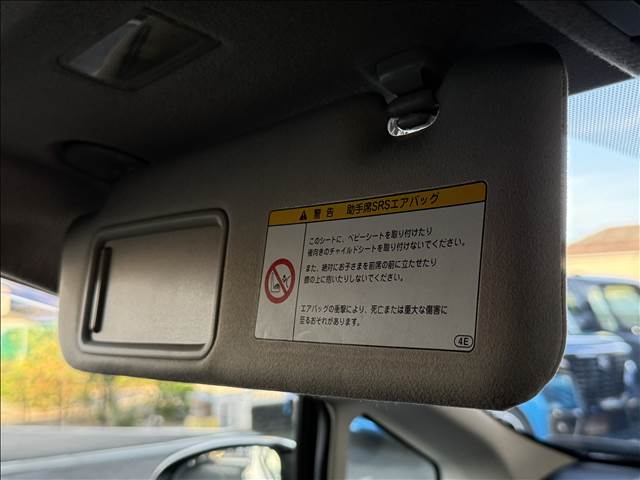 警告 助手席SRSエアバッグ
このシートに、ベビーシートを取り付けたり
後向きのチャイルドシートを取り付けないでください。
また、絶対にお子さまを前席の前に立たせたり
膝の上に抱いたりしないでください。
エアバッグの衝撃により、死亡または重大な傷害に
至るおそれがあります。
4E